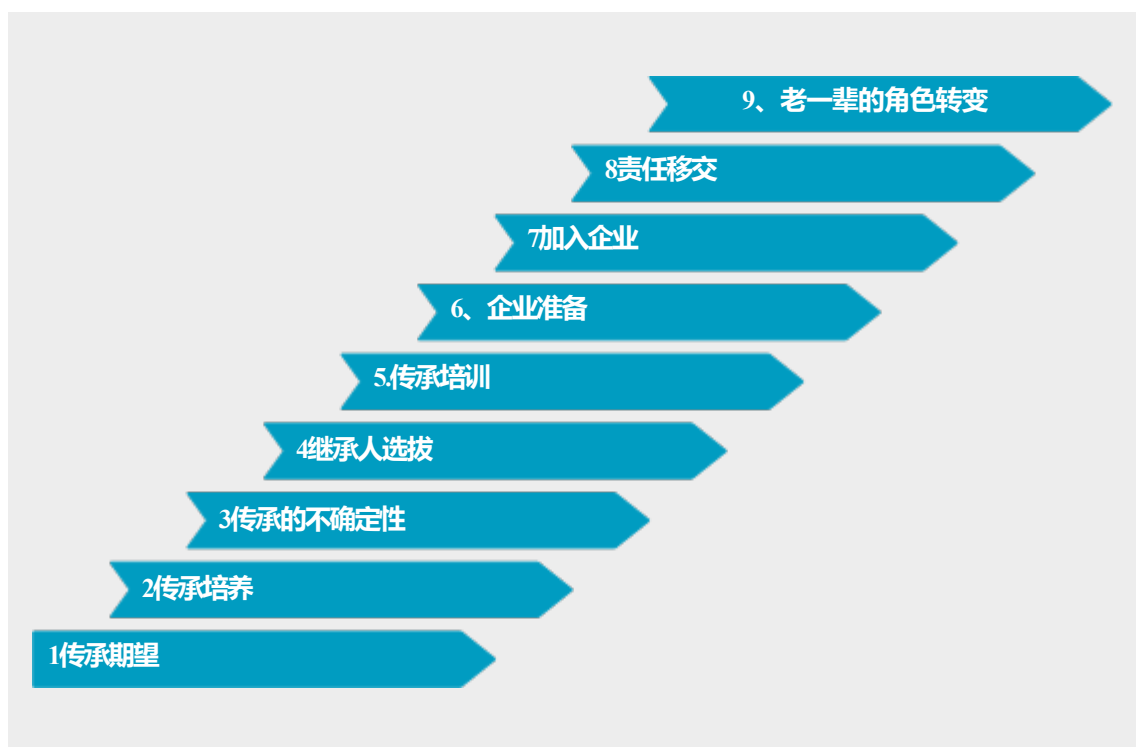 9、老一辈的角色转变
8责任移交
7加入企业
6、企业准备
5.传承培训
4继承人选拔
3传承的不确定性
2传承培养
1传承期望